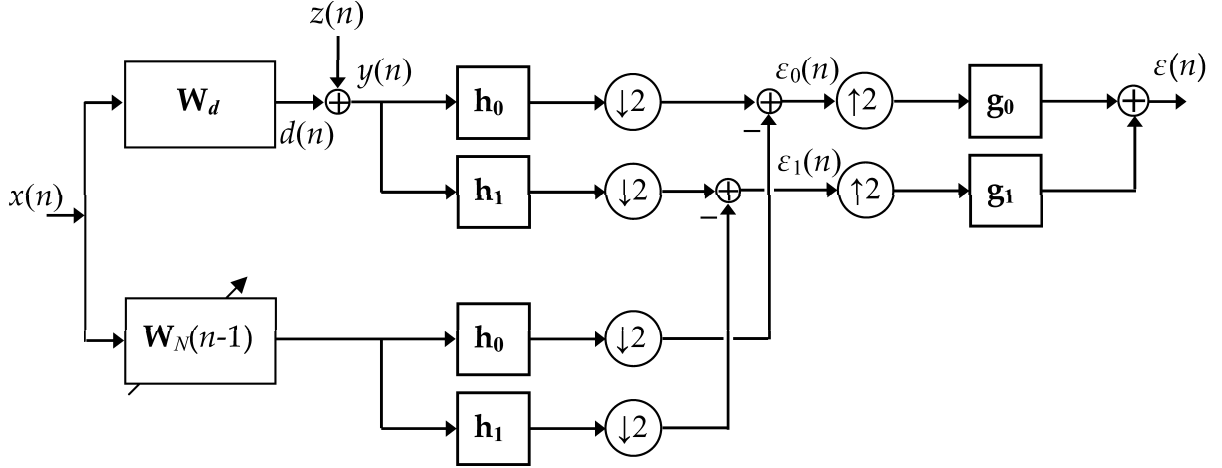 z(n)
W_d
y(n)
d(n)
h₀
↓2
ε₀(n)
↑2
g₀
ε(n)
–
h₁
↓2
ε₁(n)
↑2
g₁
–
x(n)
W_N(n-1)
h₀
↓2
h₁
↓2